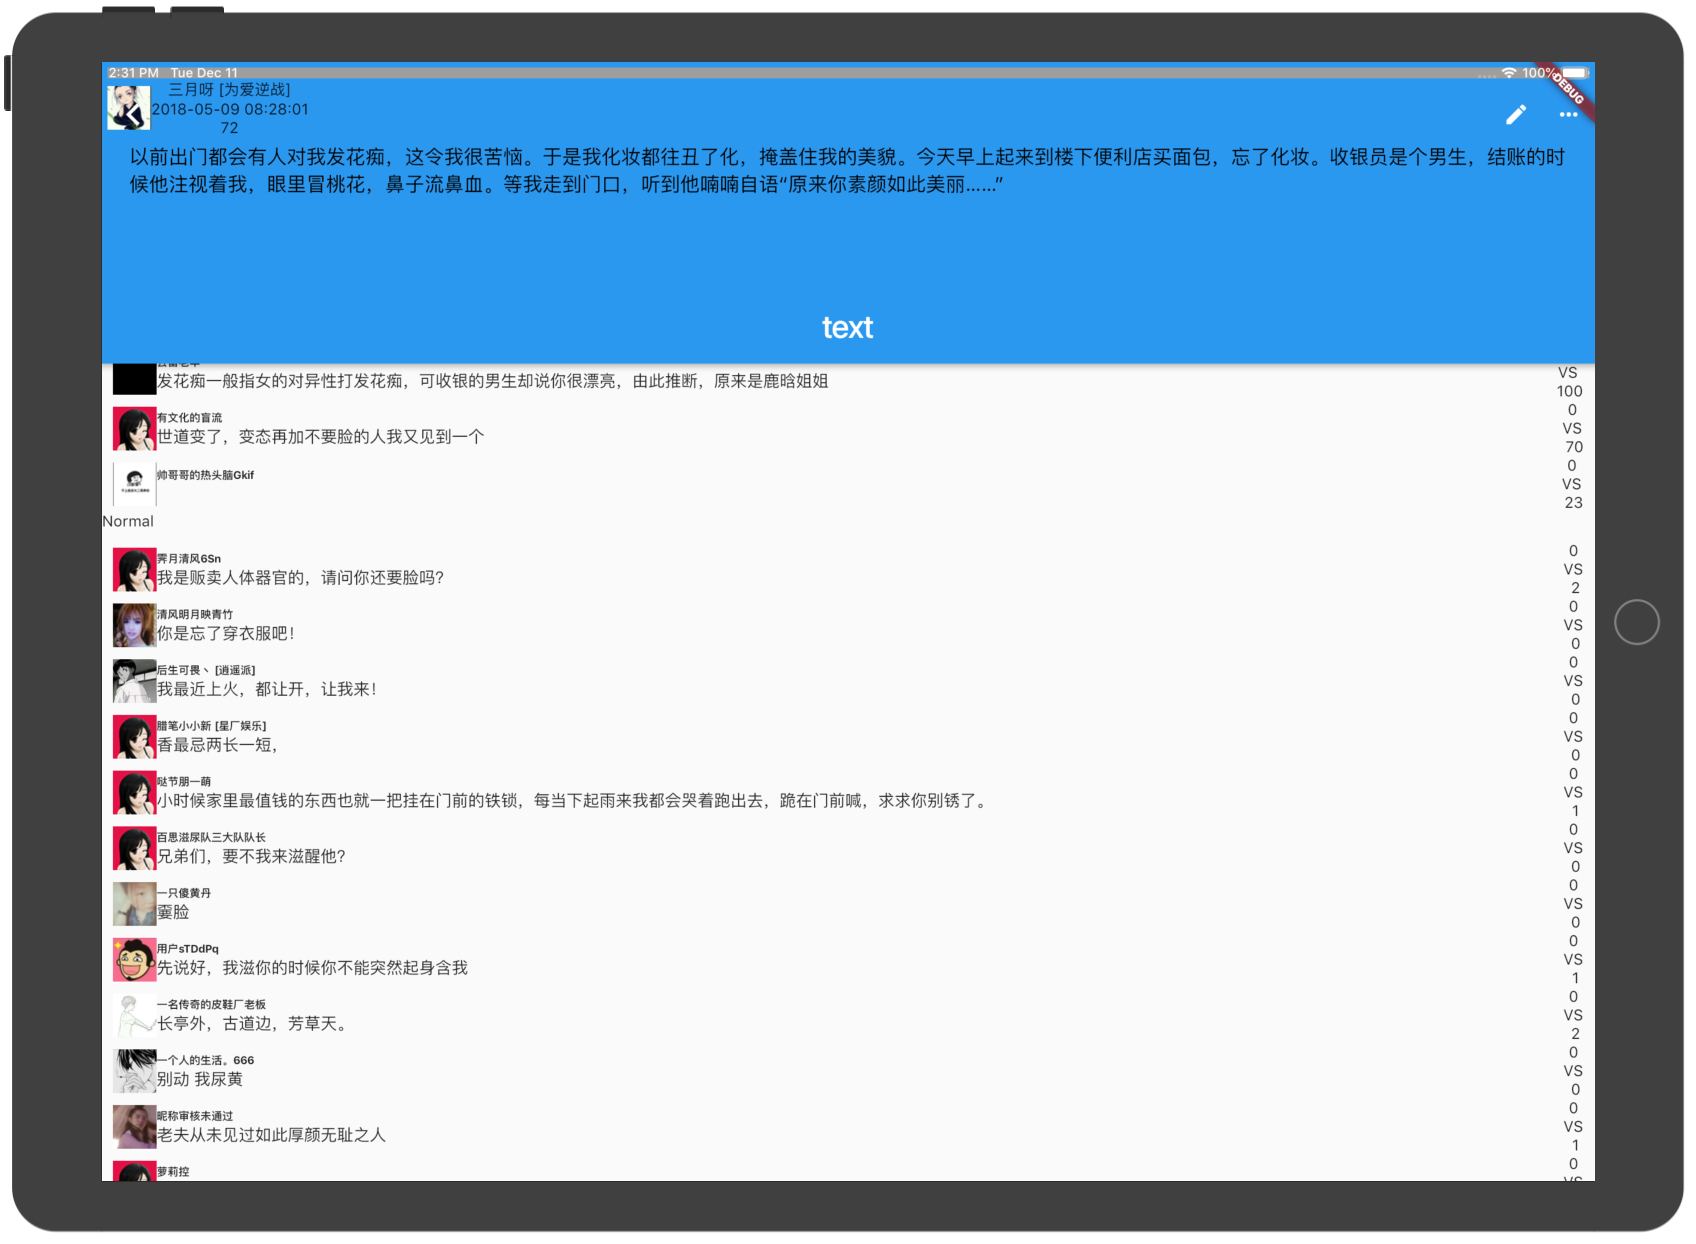 2:31 PM Tue Dec 11
100%
DEBUG
三月呀 [为爱逆战]
2018-05-09 08:28:01
72
以前出门都会有人对我发花痴，这令我很苦恼。于是我化妆都往丑了化，掩盖住我的美貌。今天早上起来到楼下便利店买面包，忘了化妆。收银员是个男生，结账的时
候他注视着我，眼里冒桃花，鼻子流鼻血。等我走到门口，听到他喃喃自语“原来你素颜如此美丽……”
text
发花痴一般指女的对异性打发花痴，可收银的男生却说你很漂亮，由此推断，原来是鹿晗姐姐
VS
100
有文化的盲流
世道变了，变态再加不要脸的人我又见到一个
0
VS
70
帅哥哥的热头脑Gkif
0
VS
23
Normal
霁月清风6Sn
我是贩卖人体器官的，请问你还要脸吗？
0
VS
2
清风明月映青竹
你是忘了穿衣服吧！
0
VS
0
后生可畏丶 [逍遥派]
我最近上火，都让开，让我来！
0
VS
0
腊笔小小新 [星厂娱乐]
香最忌两长一短，
0
VS
0
哒节朋一萌
小时候家里最值钱的东西也就一把挂在门前的铁锁，每当下起雨来我都会哭着跑出去，跪在门前喊，求求你别锈了。
0
VS
1
百思滋尿队三大队队长
兄弟们，要不我来滋醒他？
0
VS
0
一只傻黄丹
嫑脸
0
VS
0
用户sTDdPq
先说好，我滋你的时候你不能突然起身含我
0
VS
1
一名传奇的皮鞋厂老板
长亭外，古道边，芳草天。
0
VS
2
一个人的生活。666
别动 我尿黄
0
VS
0
昵称审核未通过
老夫从未见过如此厚颜无耻之人
0
VS
1
萝莉控
0
VS